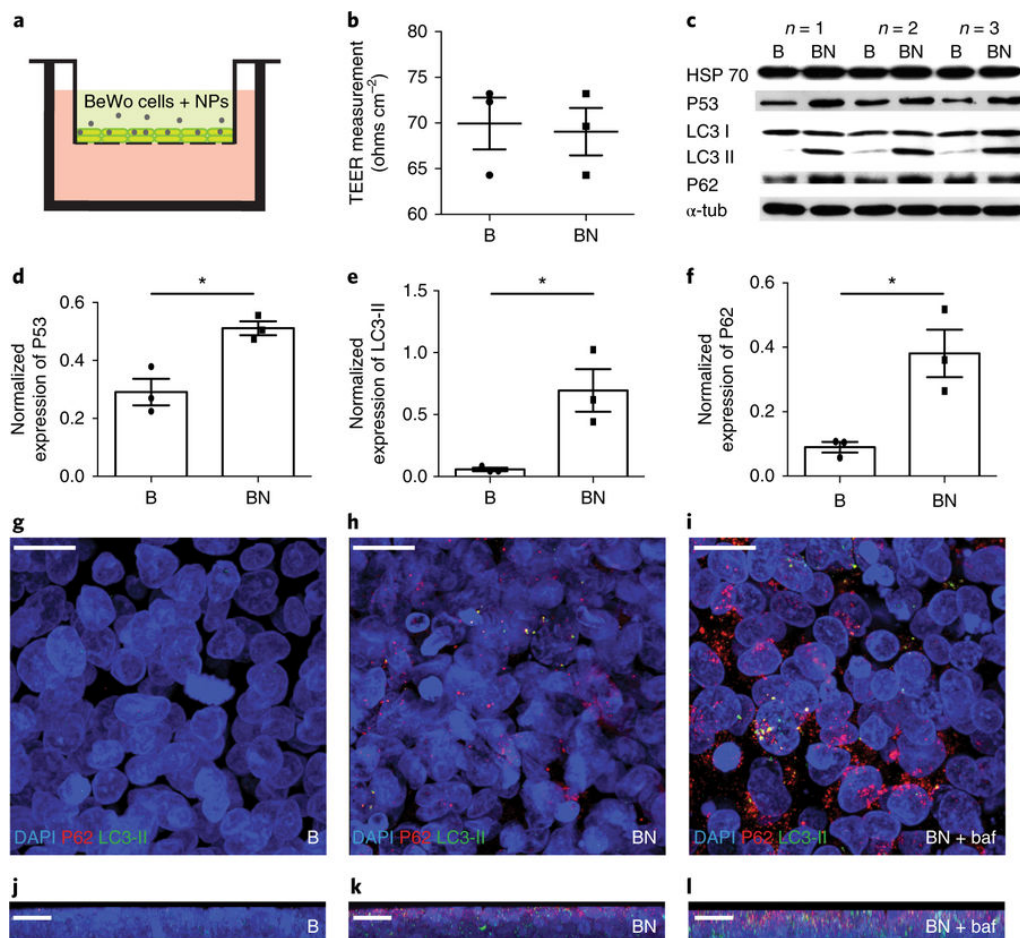 a
BeWo cells + NPs
b
TEER measurement
(ohms cm−2)
80
75
70
65
60
B
BN
c
n = 1
n = 2
n = 3
B
BN
B
BN
B
BN
HSP 70
P53
LC3 I
LC3 II
P62
α-tub
d
Normalized
expression of P53
0.6
0.4
0.2
0.0
*
B
BN
e
Normalized
expression of LC3-II
1.5
1.0
0.5
0.0
*
B
BN
f
Normalized
expression of P62
0.6
0.4
0.2
0.0
*
B
BN
g
DAPI P62 LC3-II
B
h
DAPI P62 LC3-II
BN
i
DAPI P62 LC3-II
BN + baf
j
B
k
BN
l
BN + baf